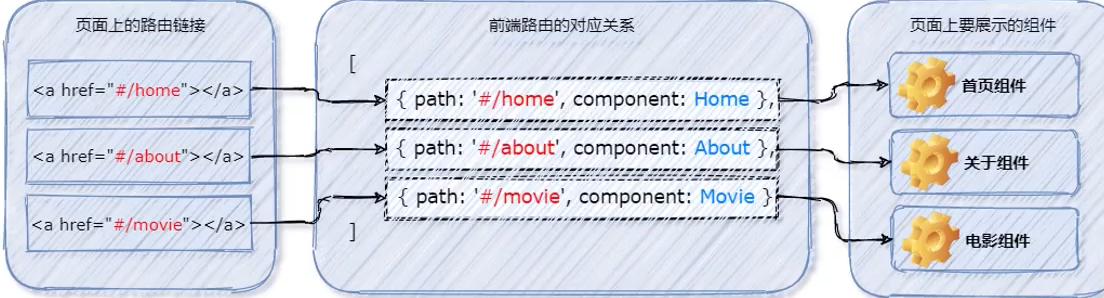 页面上的路由链接
<a href="#/home"></a>
<a href="#/about"></a>
<a href="#/movie"></a>
前端路由的对应关系
[
{ path: '#/home', component: Home },
{ path: '#/about', component: About },
{ path: '#/movie', component: Movie }
]
页面上要展示的组件
首页组件
关于组件
电影组件